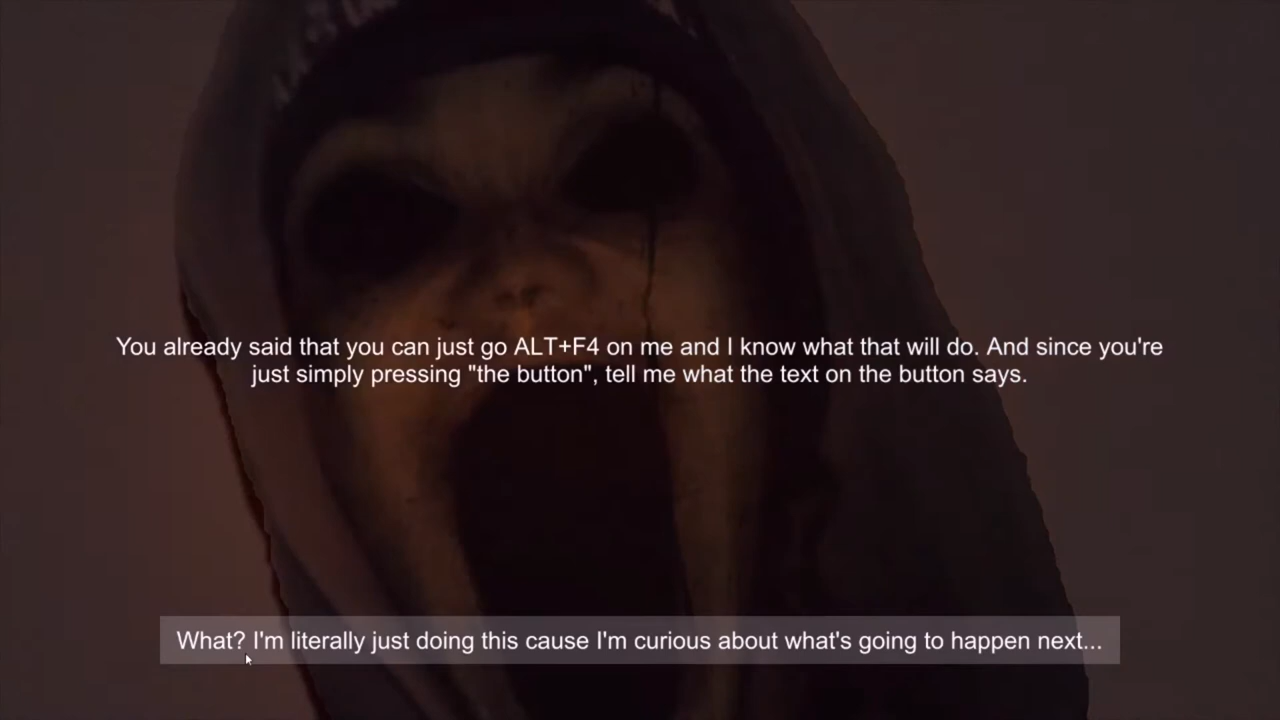 You already said that you can just go ALT+F4 on me and I know what that will do. And since you're
just simply pressing "the button", tell me what the text on the button says.
What? I'm literally just doing this cause I'm curious about what's going to happen next...